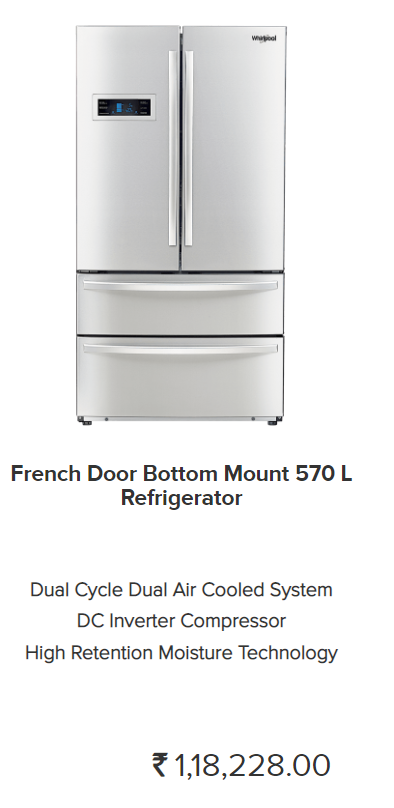 Whirlpool
French Door Bottom Mount 570 L
Refrigerator
Dual Cycle Dual Air Cooled System
DC Inverter Compressor
High Retention Moisture Technology
₹ 1,18,228.00